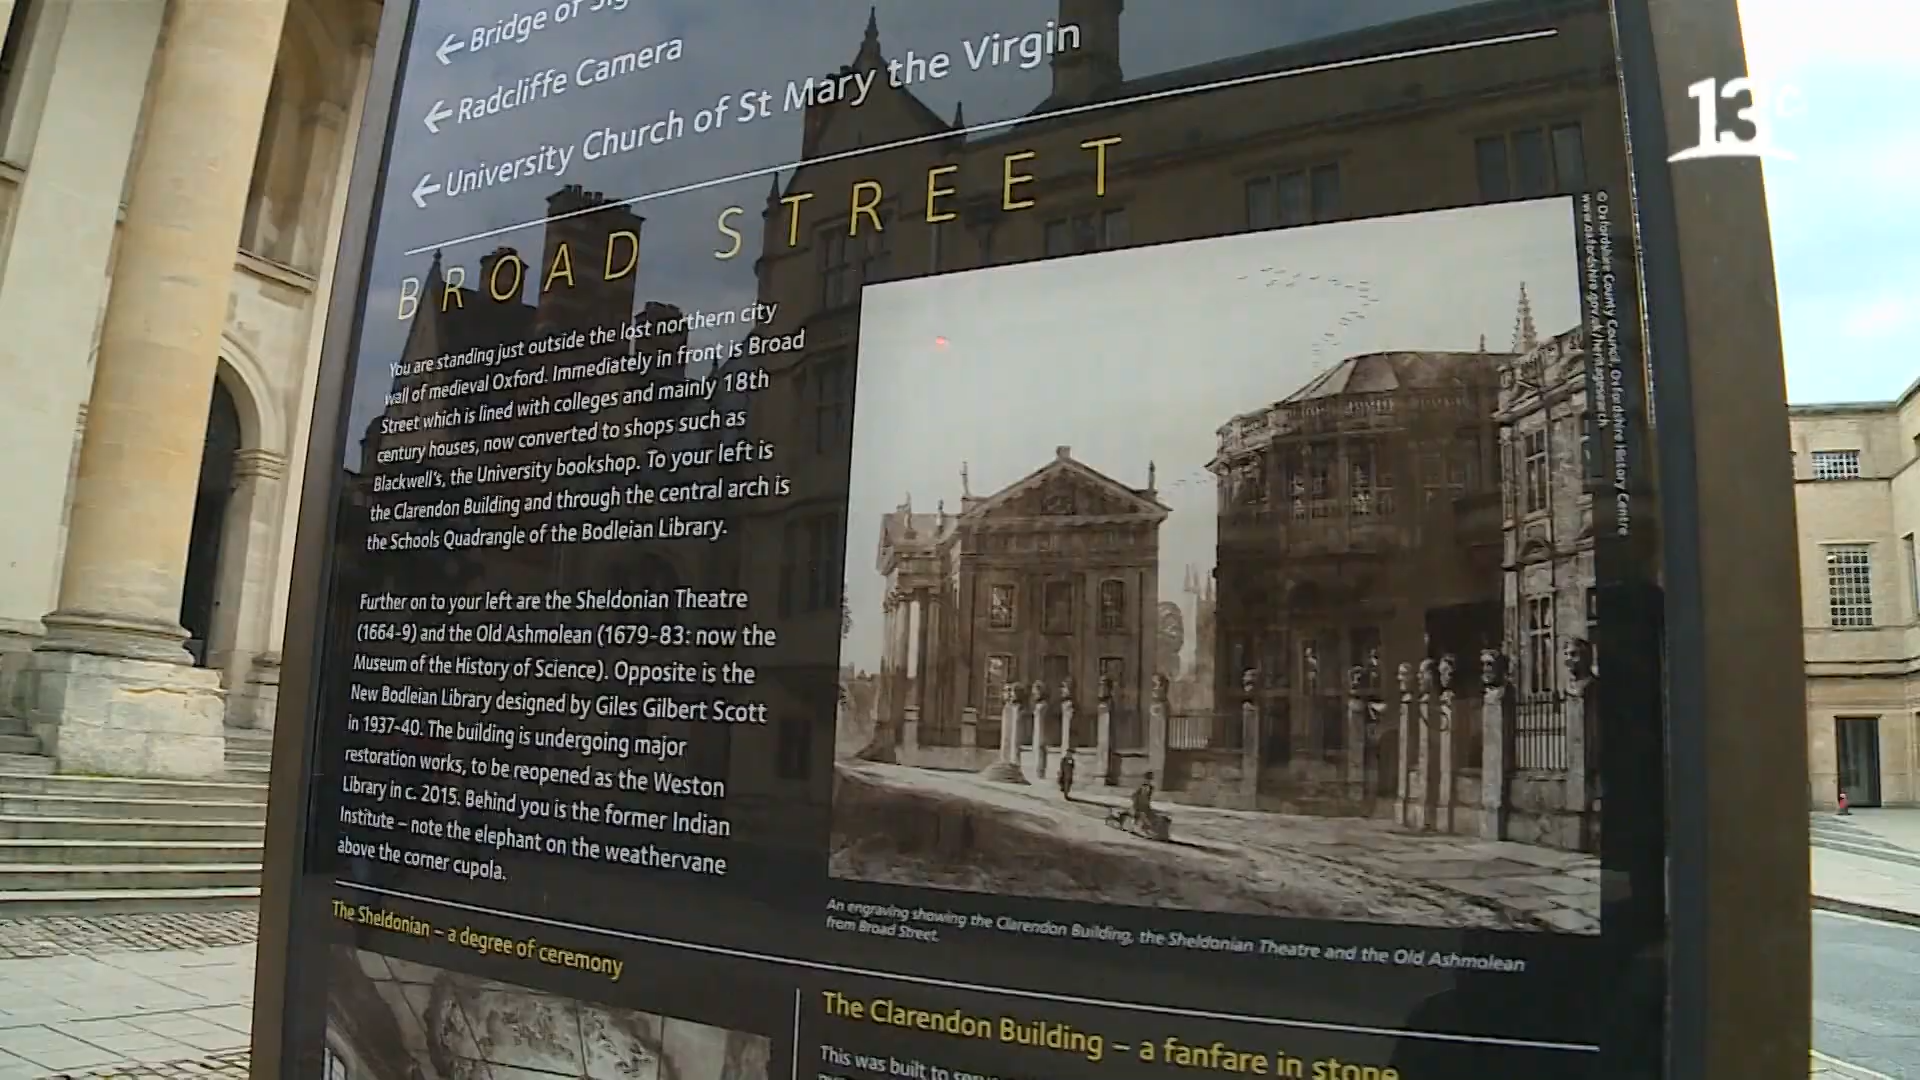 ← Bridge of
← Radcliffe Camera
← University Church of St Mary the Virgin
BROAD STREET
You are standing just outside the lost northern city
wall of medieval Oxford. Immediately in front is Broad
Street which is lined with colleges and mainly 18th
century houses, now converted to shops such as
Blackwell's, the University bookshop. To your left is
the Clarendon Building and through the central arch is
the Schools Quadrangle of the Bodleian Library.
Further on to your left are the Sheldonian Theatre
(1664-9) and the Old Ashmolean (1679-83: now the
Museum of the History of Science). Opposite is the
New Bodleian Library designed by Giles Gilbert Scott
in 1937-40. The building is undergoing major
restoration works, to be reopened as the Weston
Library in c. 2015. Behind you is the former Indian
Institute – note the elephant on the weathervane
above the corner cupola.
© Oxfordshire County Council, Oxfordshire History Centre
www.oxfordshire.gov.uk/heritagesearch
An engraving showing the Clarendon Building, the Sheldonian Theatre and the Old Ashmolean
from Broad Street.
The Sheldonian – a degree of ceremony
The Clarendon Building – a fanfare in stone
This was built to
13C